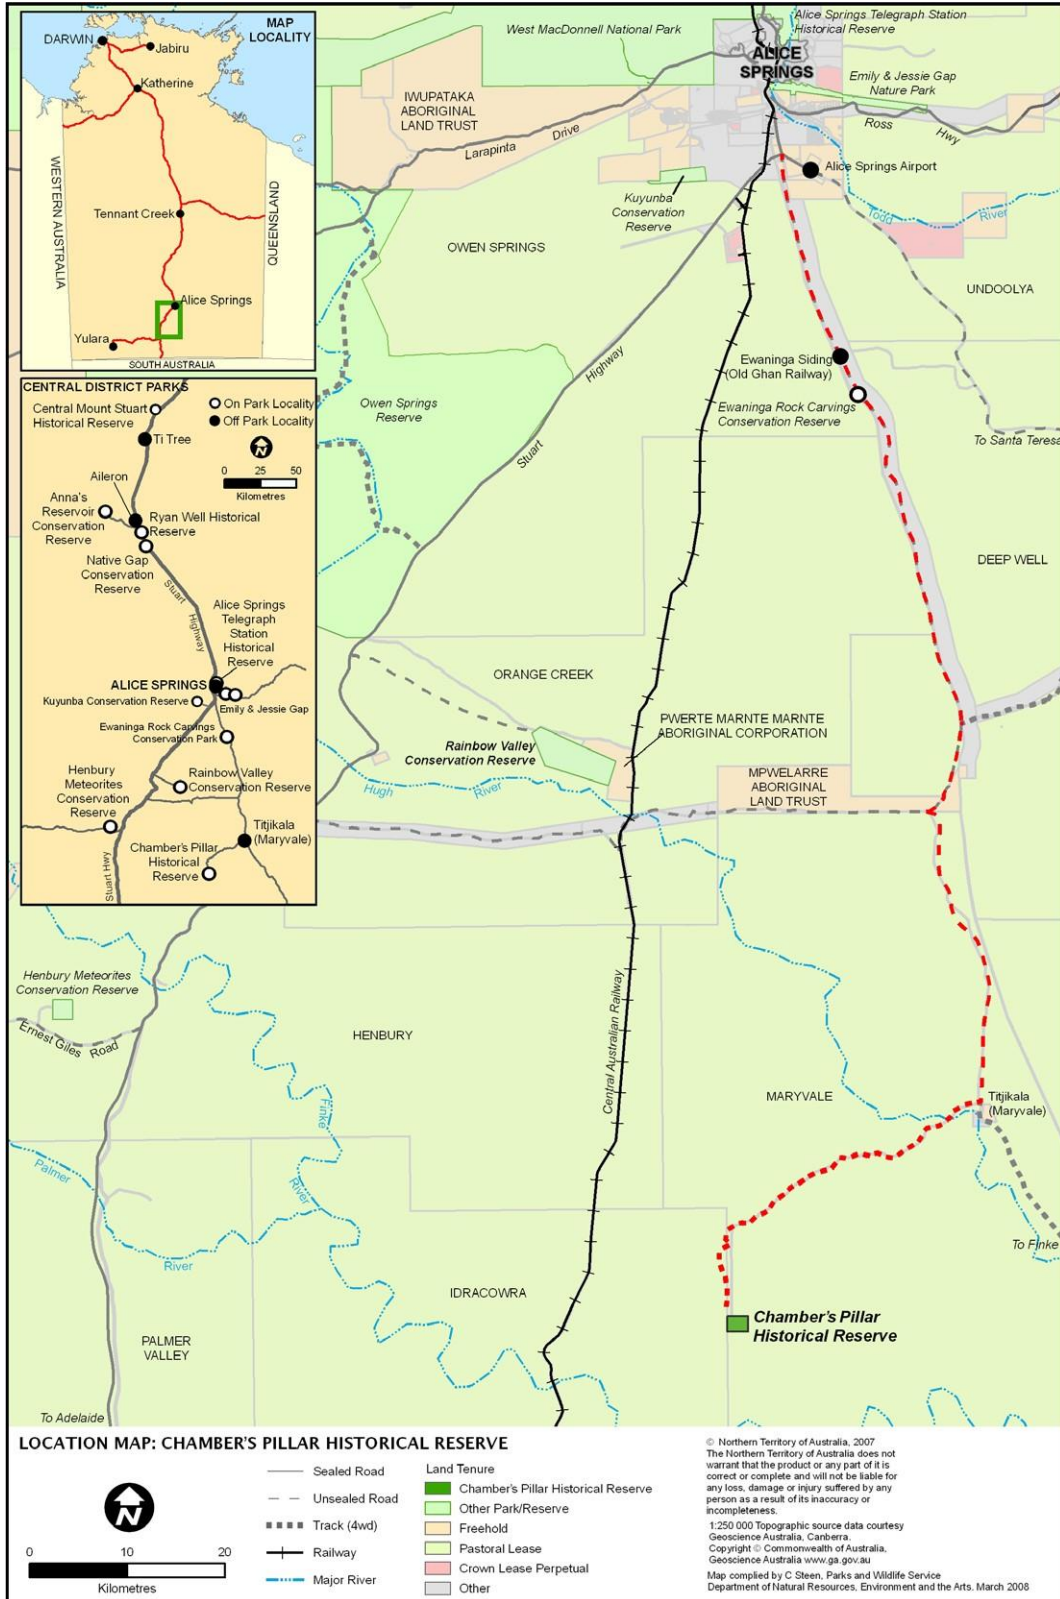 MAP
LOCALITY
DARWIN
Jabiru
Katherine
WESTERN AUSTRALIA
QUEENSLAND
Tennant Creek
Alice Springs
Yulara
SOUTH AUSTRALIA
CENTRAL DISTRICT PARKS
Central Mount Stuart
Historical Reserve
On Park Locality
Off Park Locality
Ti Tree
N
0 25 50
Kilometres
Aileron
Anna's
Reservoir
Conservation
Reserve
Ryan Well Historical
Reserve
Native Gap
Conservation
Reserve
Stuart
Highway
Alice Springs
Telegraph
Station
Historical
Reserve
ALICE SPRINGS
Kuyunba Conservation Reserve
Emily & Jessie Gap
Ewaninga Rock Carvings
Conservation Park
Henbury
Meteorites
Conservation
Reserve
Rainbow Valley
Conservation Reserve
Titjikala
(Maryvale)
Chamber's Pillar
Historical
Reserve
Stuart Hwy
West MacDonnell National Park
Alice Springs Telegraph Station
Historical Reserve
ALICE
SPRINGS
Emily & Jessie Gap
Nature Park
IWUPATAKA
ABORIGINAL
LAND TRUST
Larapinta Drive
Ross Hwy
Alice Springs Airport
Kuyunba
Conservation
Reserve
Todd River
OWEN SPRINGS
UNDOOLYA
Ewaninga Siding
(Old Ghan Railway)
Stuart Highway
Owen Springs
Reserve
Ewaninga Rock Carvings
Conservation Reserve
To Santa Teresa
DEEP WELL
ORANGE CREEK
PWERTE MARNTE MARNTE
ABORIGINAL CORPORATION
Rainbow Valley
Conservation Reserve
Hugh River
MPWELARRE
ABORIGINAL
LAND TRUST
Henbury Meteorites
Conservation Reserve
Ernest Giles Road
HENBURY
Central Australian Railway
MARYVALE
Titjikala
(Maryvale)
Finke
River
Palmer
River
To Finke
IDRACOWRA
Chamber's Pillar
Historical Reserve
PALMER
VALLEY
To Adelaide
LOCATION MAP: CHAMBER'S PILLAR HISTORICAL RESERVE
N
0 10 20
Kilometres
Sealed Road
Unsealed Road
Track (4wd)
Railway
Major River
Land Tenure
Chamber's Pillar Historical Reserve
Other Park/Reserve
Freehold
Pastoral Lease
Crown Lease Perpetual
Other
© Northern Territory of Australia, 2007
The Northern Territory of Australia does not
warrant that the product or any part of it is
correct or complete and will not be liable for
any loss, damage or injury suffered by any
person as a result of its inaccuracy or
incompleteness.
1:250 000 Topographic source data courtesy
Geoscience Australia, Canberra.
Copyright © Commonwealth of Australia,
Geoscience Australia www.ga.gov.au
Map complied by C Steen, Parks and Wildlife Service
Department of Natural Resources, Environment and the Arts. March 2008